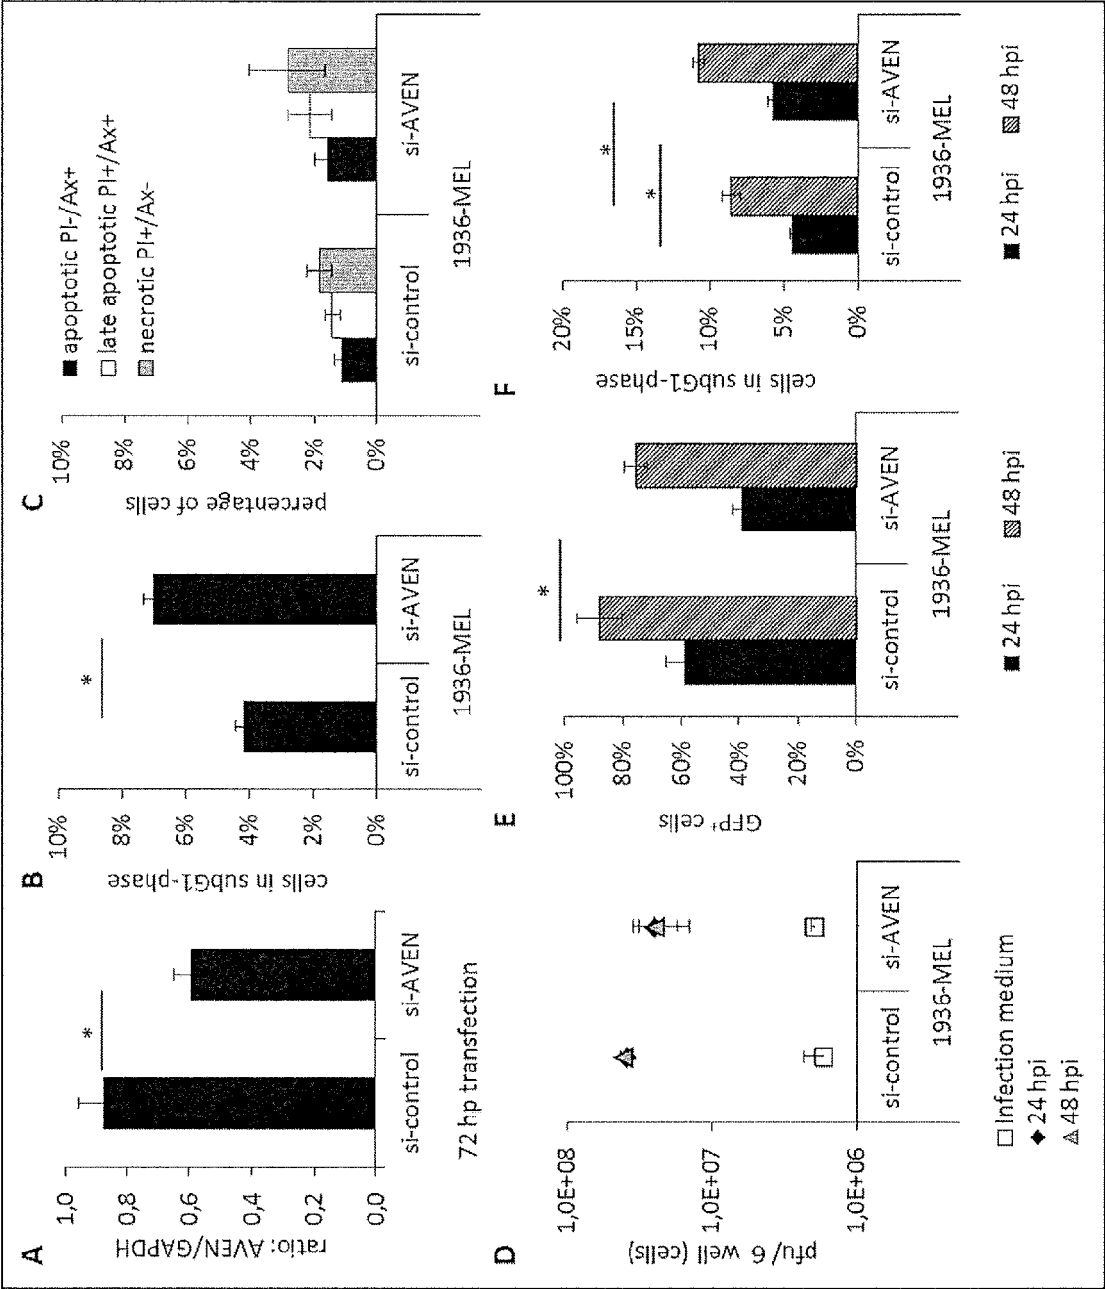 A
ratio: AVEN/GAPDH
1,0
0,8
0,6
0,4
0,2
0,0
*
si-control si-AVEN
72 hp transfection
B
cells in subG1-phase
10%
8%
6%
4%
2%
0%
*
si-control si-AVEN
1936-MEL
C
percentage of cells
10%
8%
6%
4%
2%
0%
apoptotic PI-/Ax+
late apoptotic PI+/Ax+
necrotic PI+/Ax-
si-control si-AVEN
1936-MEL
D
pfu/ 6 well (cells)
1,0E+08
1,0E+07
1,0E+06
si-control si-AVEN
1936-MEL
Infection medium
24 hpi
48 hpi
E
GFP+ cells
100%
80%
60%
40%
20%
0%
*
si-control si-AVEN
1936-MEL
24 hpi 48 hpi
F
cells in subG1-phase
20%
15%
10%
5%
0%
*
*
si-control si-AVEN
1936-MEL
24 hpi 48 hpi